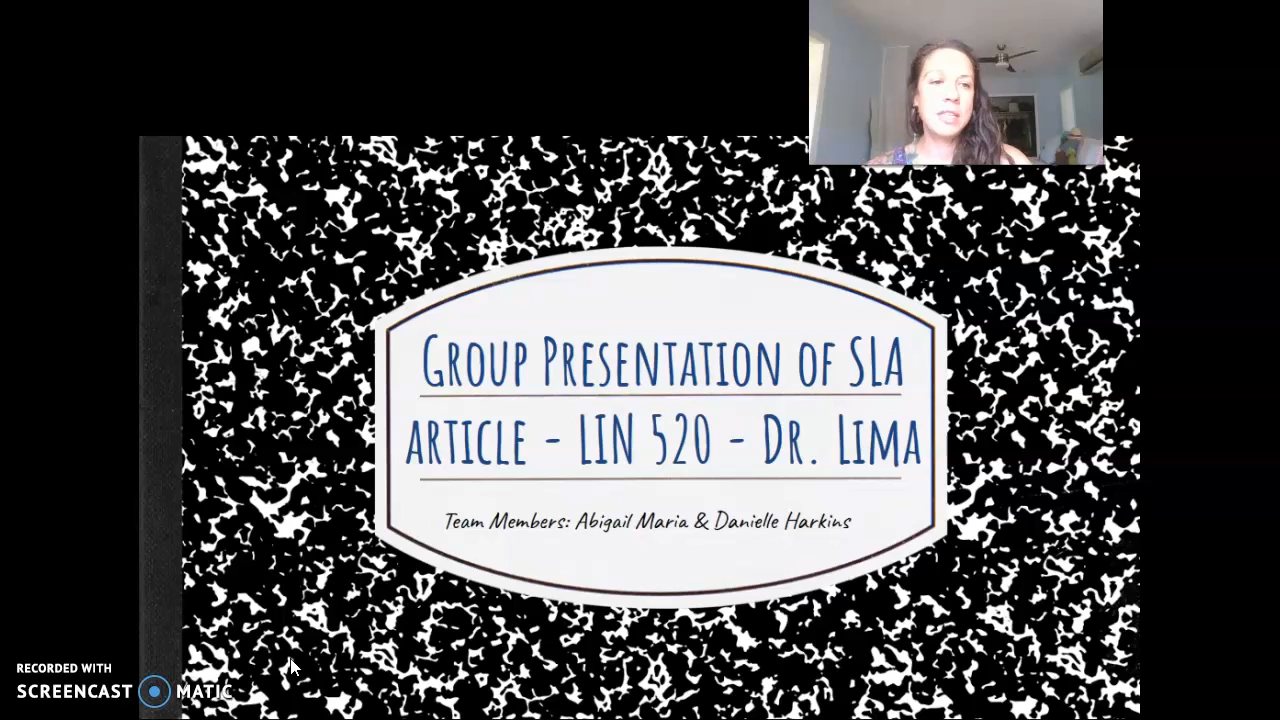 GROUP PRESENTATION OF SLA
ARTICLE - LIN 520 - DR. LIMA
Team Members: Abigail Maria & Danielle Harkins
RECORDED WITH
SCREENCAST MATIC